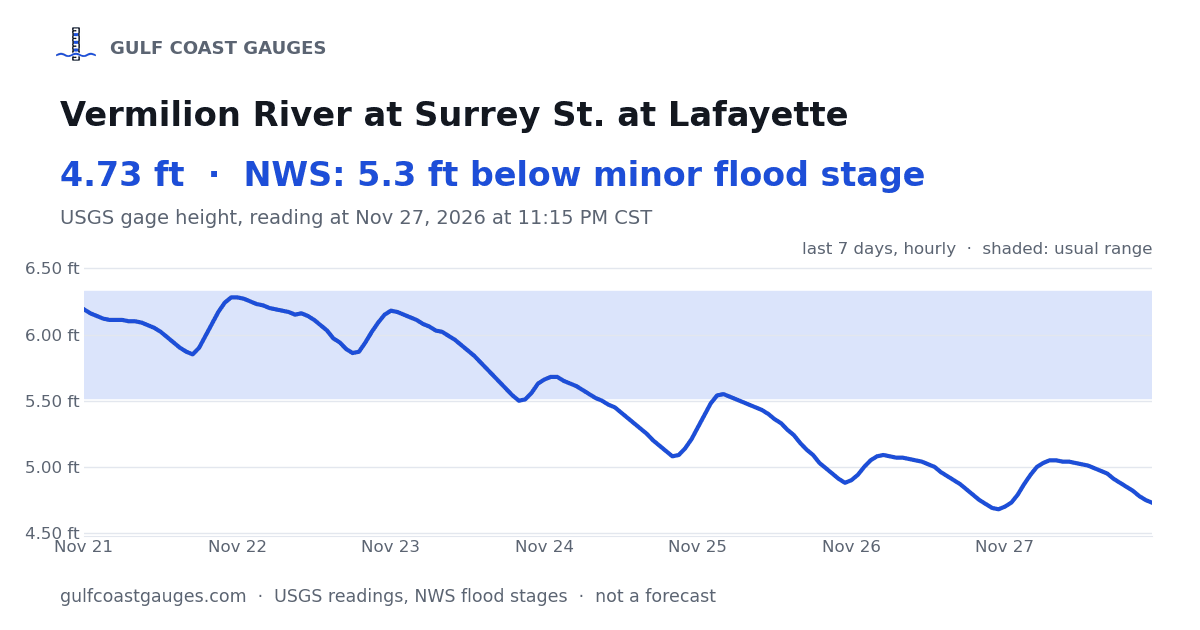 GULF COAST GAUGES
Vermilion River at Surrey St. at Lafayette
4.73 ft · NWS: 5.3 ft below minor flood stage
USGS gage height, reading at Nov 27, 2026 at 11:15 PM CST
last 7 days, hourly · shaded: usual range
6.50 ft
6.00 ft
5.50 ft
5.00 ft
4.50 ft
Nov 21 Nov 22 Nov 23 Nov 24 Nov 25 Nov 26 Nov 27
gulfcoastgauges.com · USGS readings, NWS flood stages · not a forecast